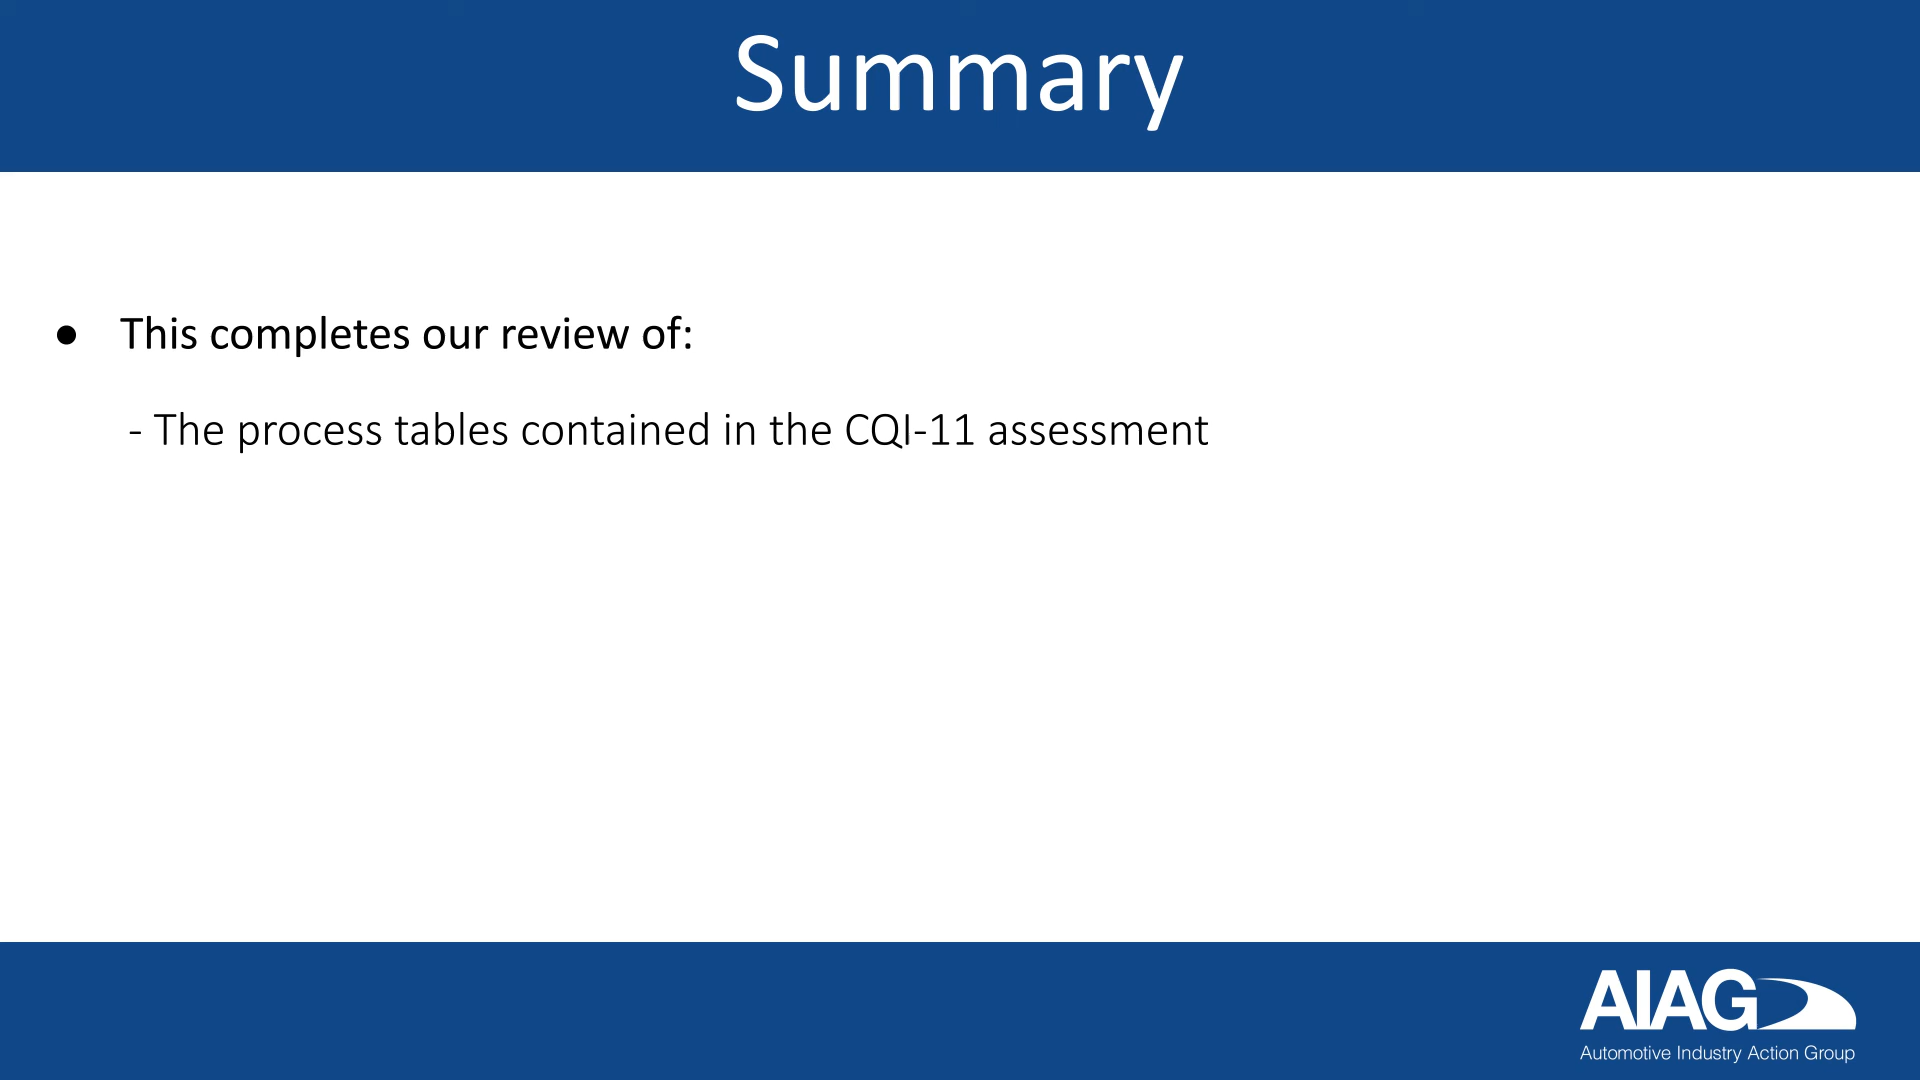 Summary
● This completes our review of:
- The process tables contained in the CQI-11 assessment
AIAG
Automotive Industry Action Group